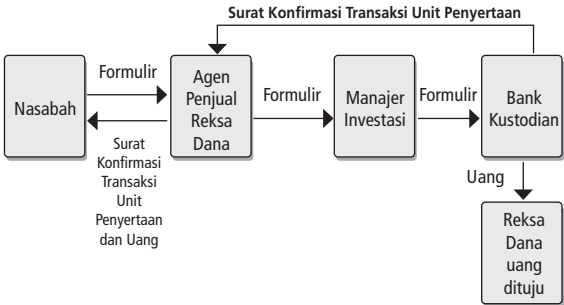 Surat Konfirmasi Transaksi Unit Penyertaan
Nasabah
Formulir
Surat
Konfirmasi
Transaksi
Unit
Penyertaan
dan Uang
Agen
Penjual
Reksa
Dana
Formulir
Manajer
Investasi
Formulir
Bank
Kustodian
Uang
Reksa
Dana
uang
dituju